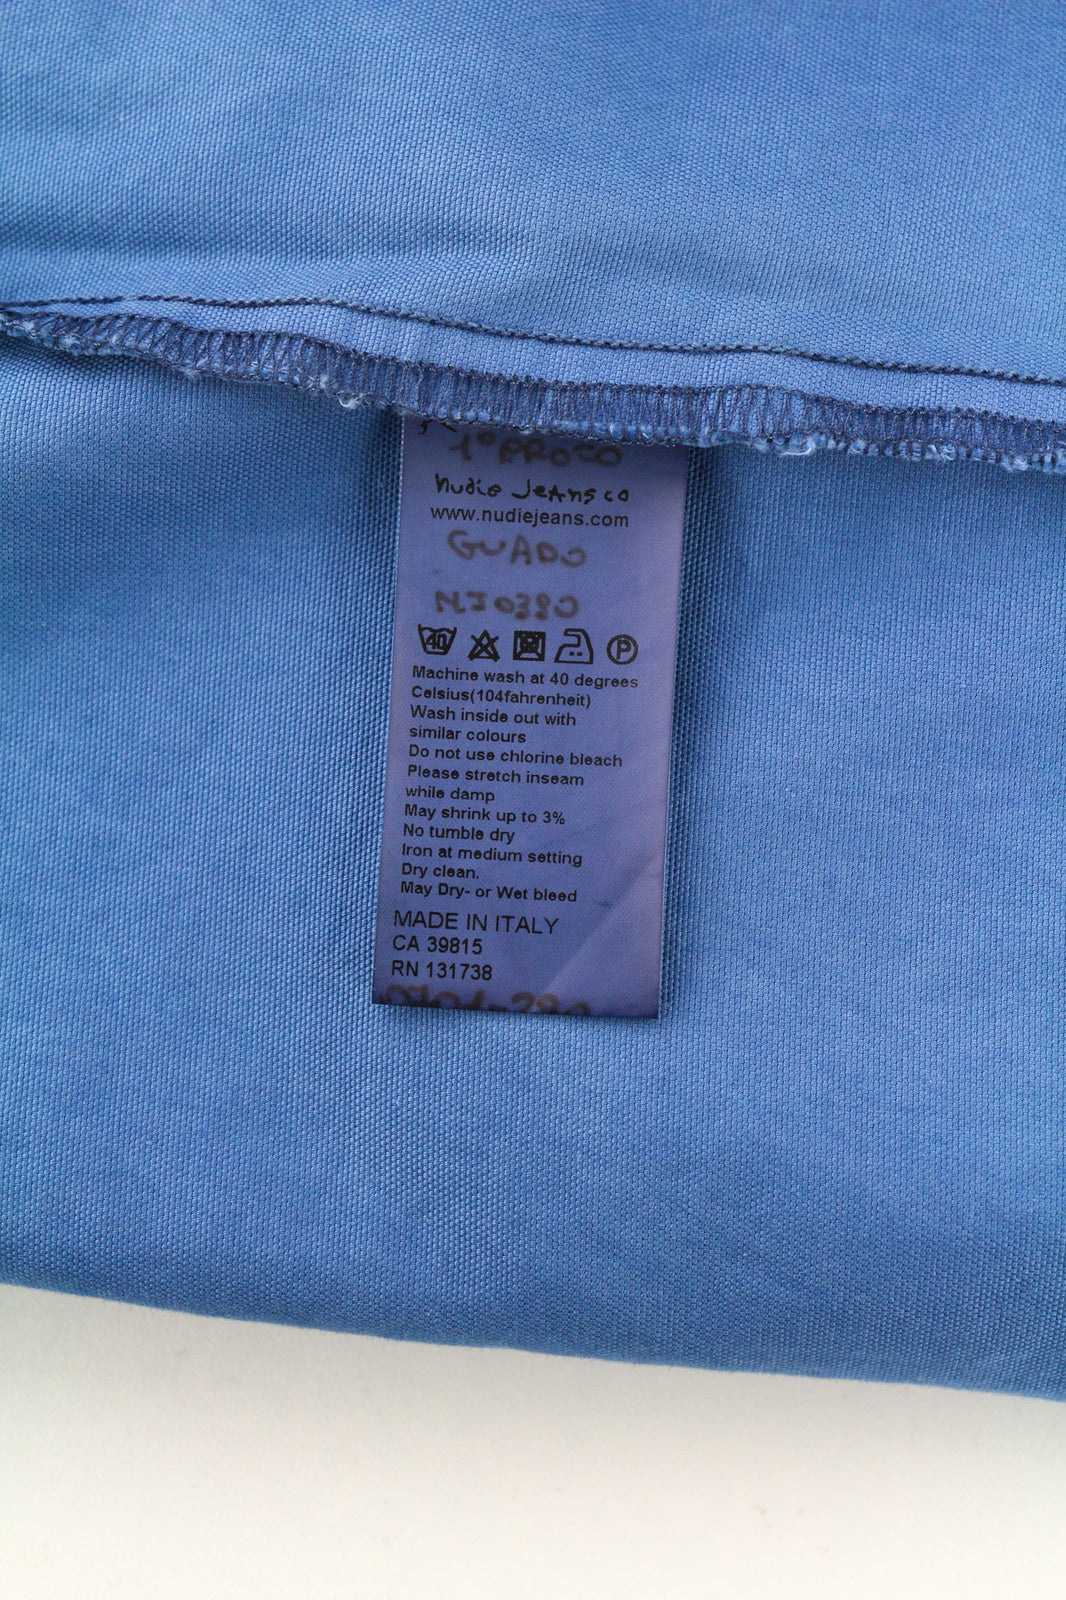 1° PROTO
nudie jeans co
www.nudiejeans.com
GUADO
NJ0390
40 P
Machine wash at 40 degrees
Celsius(104fahrenheit)
Wash inside out with
similar colours
Do not use chlorine bleach
Please stretch inseam
while damp
May shrink up to 3%
No tumble dry
Iron at medium setting
Dry clean.
May Dry- or Wet bleed
MADE IN ITALY
CA 39815
RN 131738